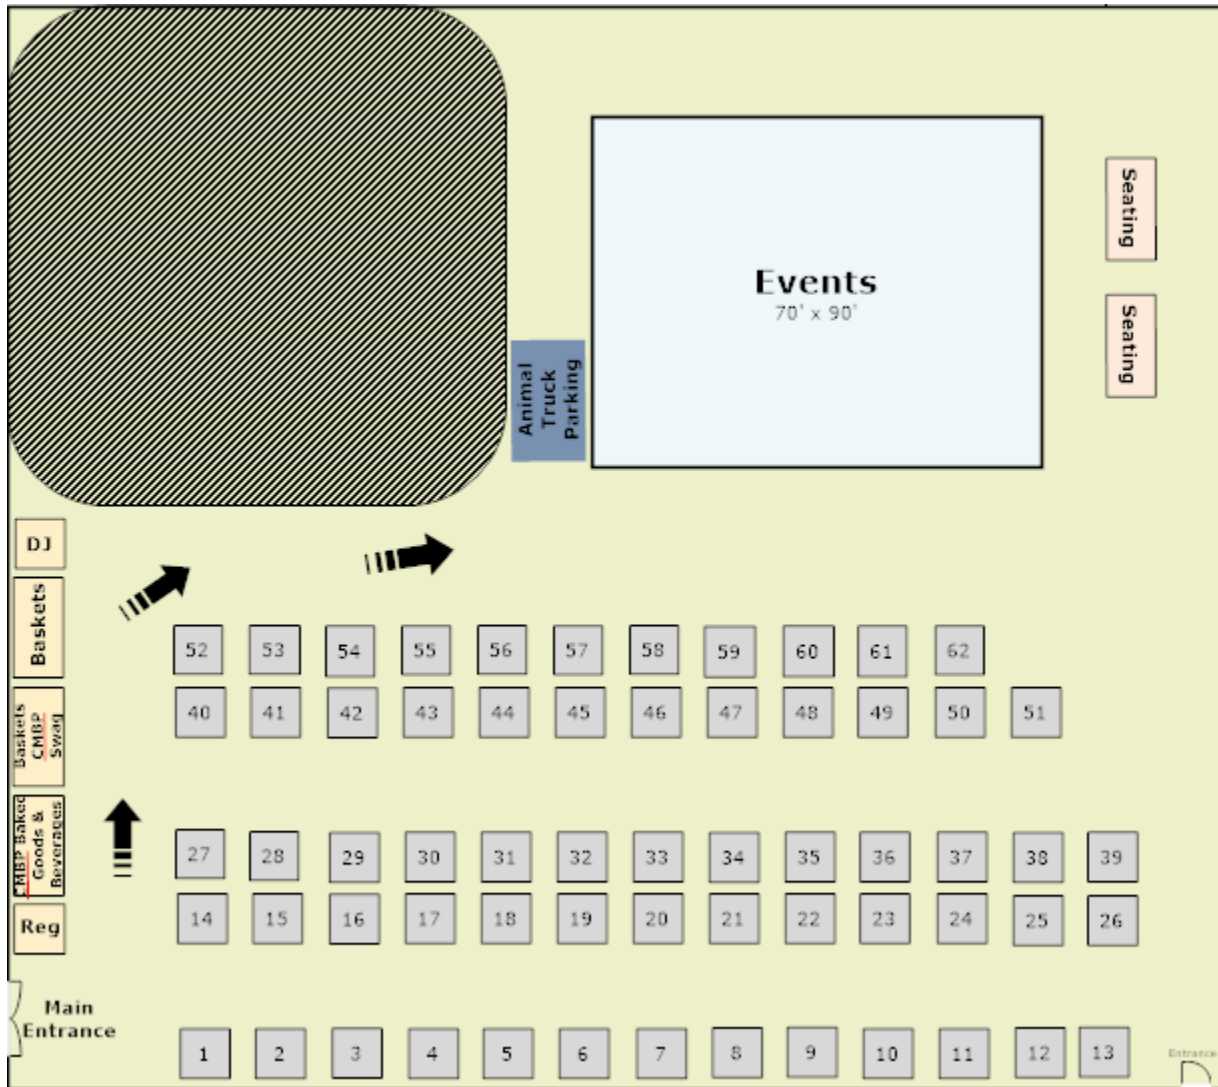 Seating
Events
70' x 90'
Seating
Animal
Truck
Parking
DJ
Baskets
52 53 54 55 56 57 58 59 60 61 62
Baskets
CMBP
Swag
40 41 42 43 44 45 46 47 48 49 50 51
CMBP Baked
Goods &
Beverages
27 28 29 30 31 32 33 34 35 36 37 38 39
Reg
14 15 16 17 18 19 20 21 22 23 24 25 26
Main
Entrance
1 2 3 4 5 6 7 8 9 10 11 12 13
Entrance